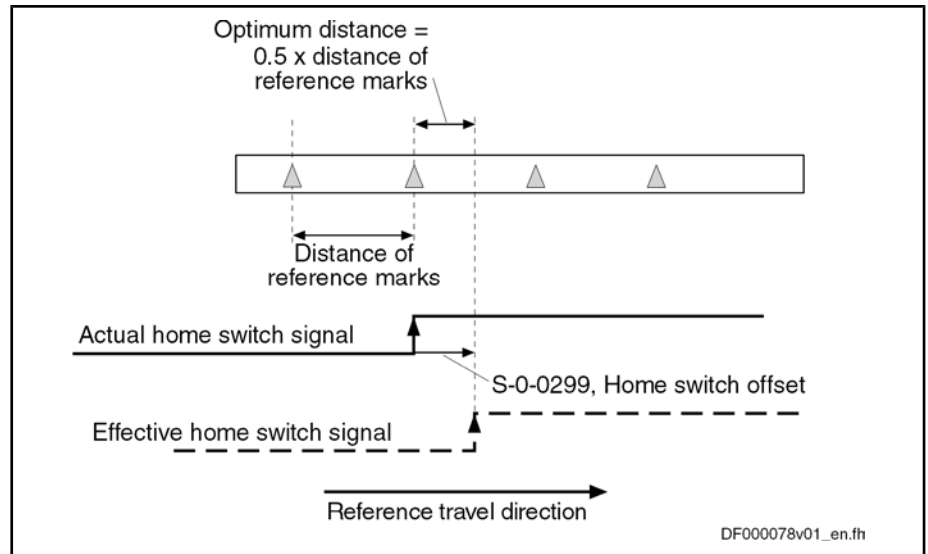 Optimum distance =
0.5 x distance of
reference marks
Distance of
reference marks
Actual home switch signal
S-0-0299, Home switch offset
Effective home switch signal
Reference travel direction
DF000078v01_en.fh